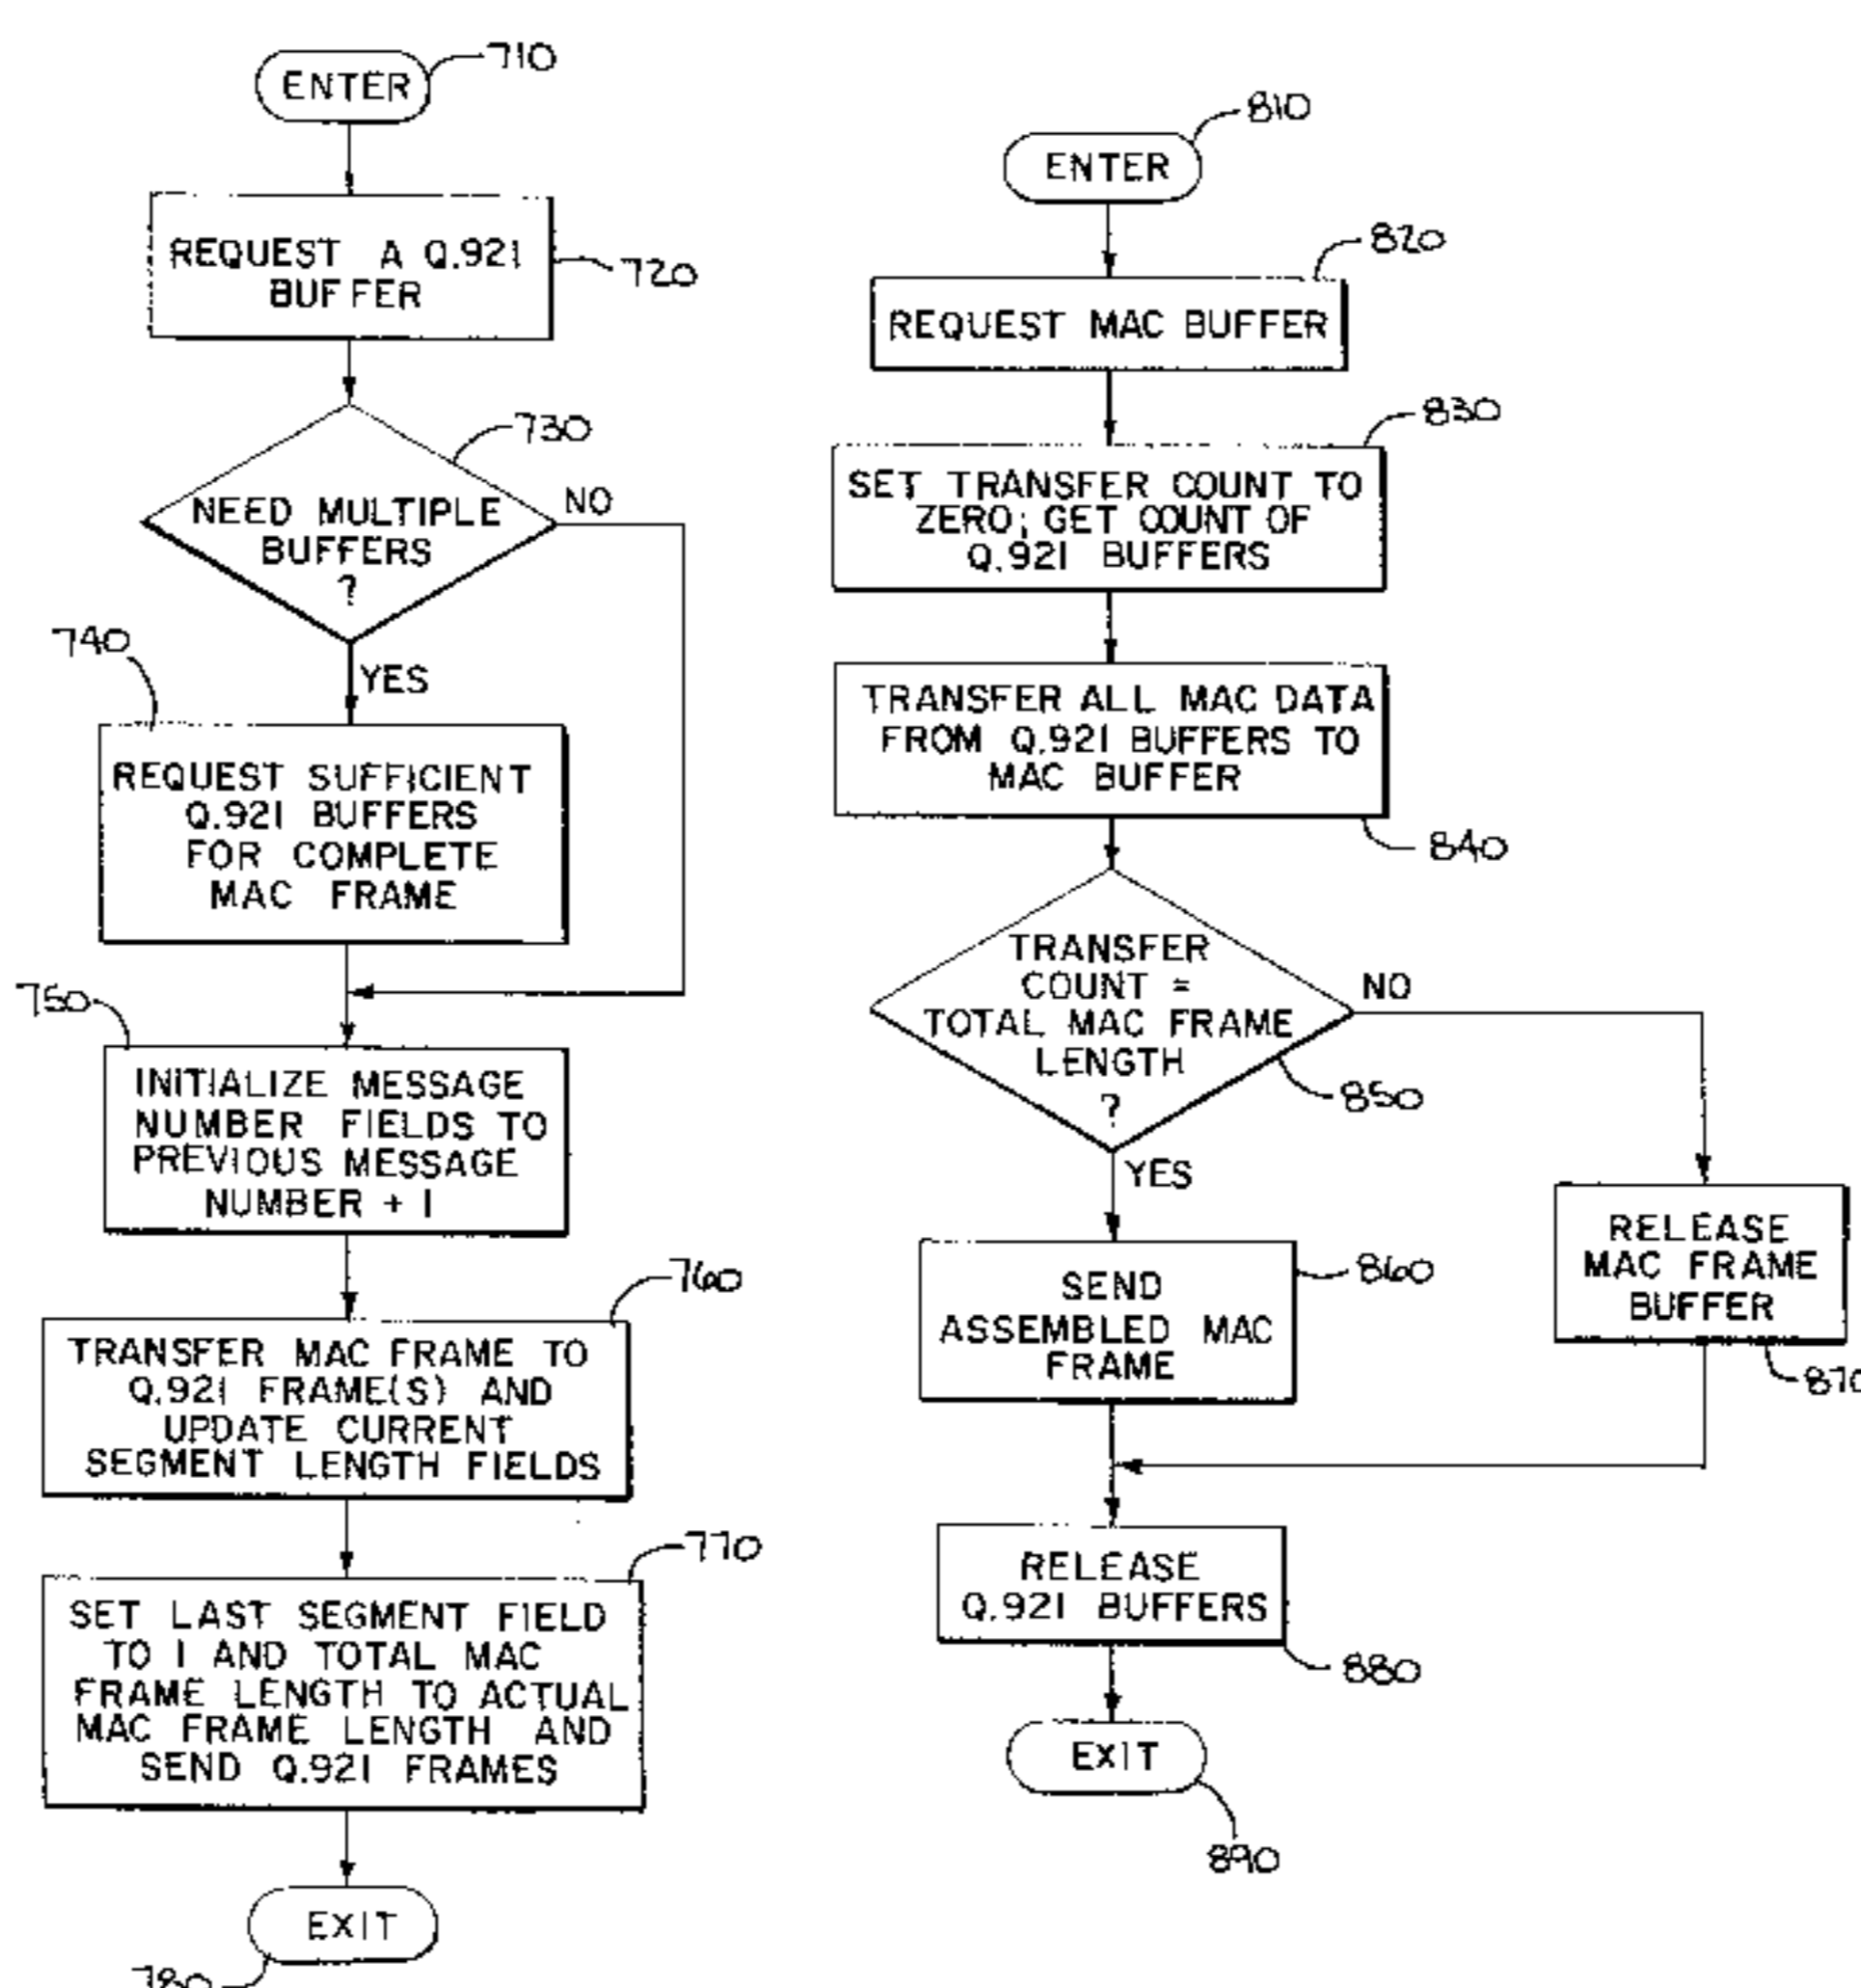 ENTER
710
REQUEST A Q.921
BUFFER
720
730
NEED MULTIPLE
BUFFERS
?
NO
YES
740
REQUEST SUFFICIENT
Q.921 BUFFERS
FOR COMPLETE
MAC FRAME
750
INITIALIZE MESSAGE
NUMBER FIELDS TO
PREVIOUS MESSAGE
NUMBER + 1
760
TRANSFER MAC FRAME TO
Q.921 FRAME(S) AND
UPDATE CURRENT
SEGMENT LENGTH FIELDS
770
SET LAST SEGMENT FIELD
TO 1 AND TOTAL MAC
FRAME LENGTH TO ACTUAL
MAC FRAME LENGTH AND
SEND Q.921 FRAMES
EXIT
780
810
ENTER
820
REQUEST MAC BUFFER
830
SET TRANSFER COUNT TO
ZERO; GET COUNT OF
Q.921 BUFFERS
TRANSFER ALL MAC DATA
FROM Q.921 BUFFERS TO
MAC BUFFER
840
TRANSFER
COUNT =
TOTAL MAC FRAME
LENGTH
?
NO
850
YES
SEND
ASSEMBLED MAC
FRAME
860
RELEASE
MAC FRAME
BUFFER
870
RELEASE
Q.921 BUFFERS
880
EXIT
890